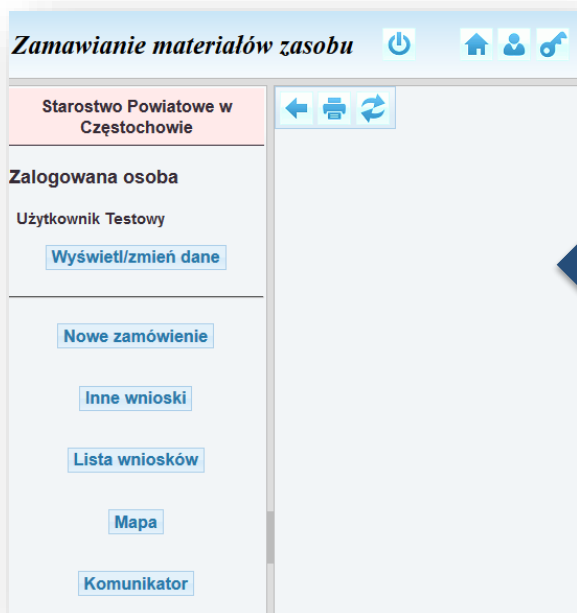 Zamawianie materiałów zasobu
Starostwo Powiatowe w
Częstochowie
Zalogowana osoba
Użytkownik Testowy
Wyświetl/zmień dane
Nowe zamówienie
Inne wnioski
Lista wniosków
Mapa
Komunikator